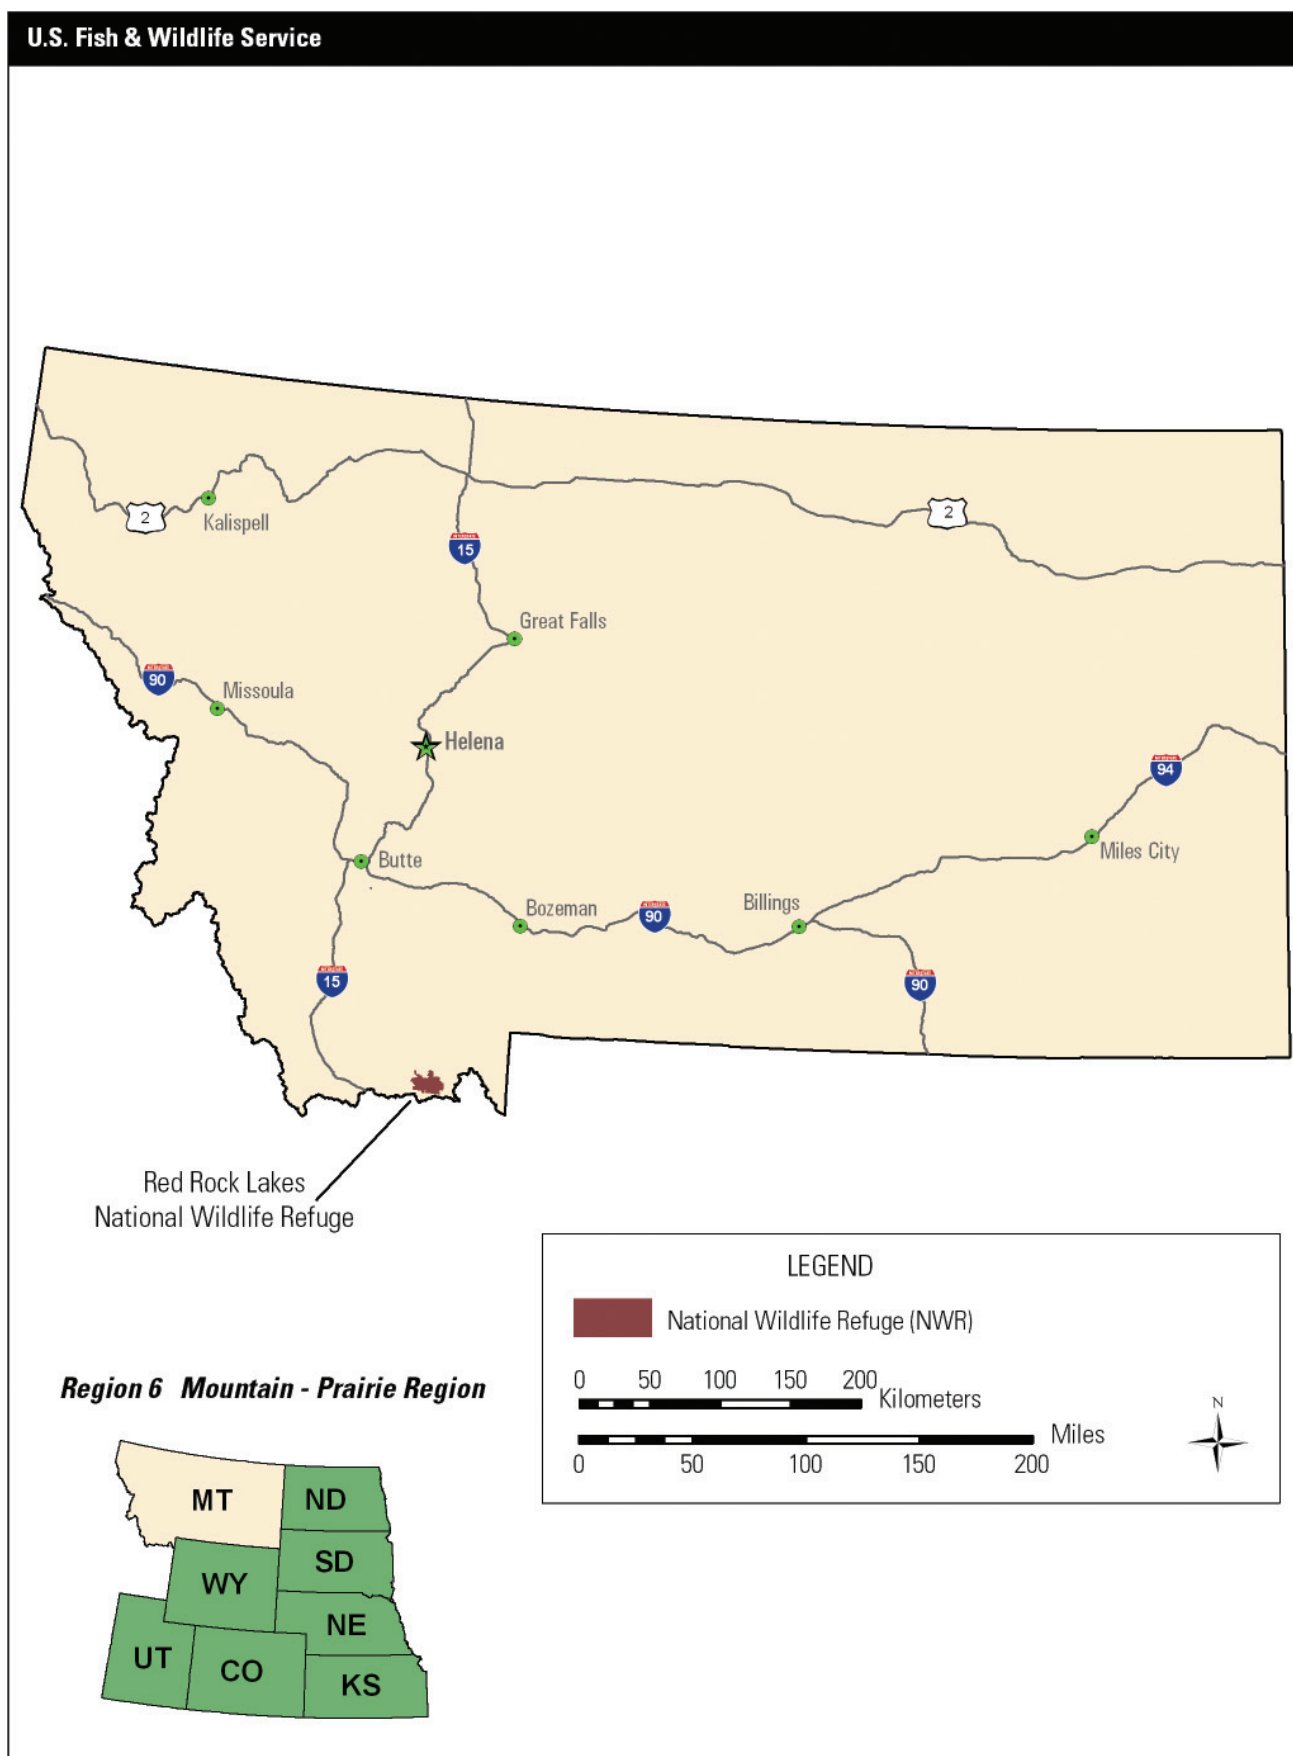 U.S. Fish & Wildlife Service
2
Kalispell
15
2
Great Falls
90
Missoula
Helena
94
Butte
Miles City
Bozeman
90
Billings
15
90
Red Rock Lakes
National Wildlife Refuge
LEGEND
National Wildlife Refuge (NWR)
0 50 100 150 200
Kilometers
Miles
0 50 100 150 200
N
Region 6 Mountain - Prairie Region
MT
ND
SD
WY
NE
UT
CO
KS